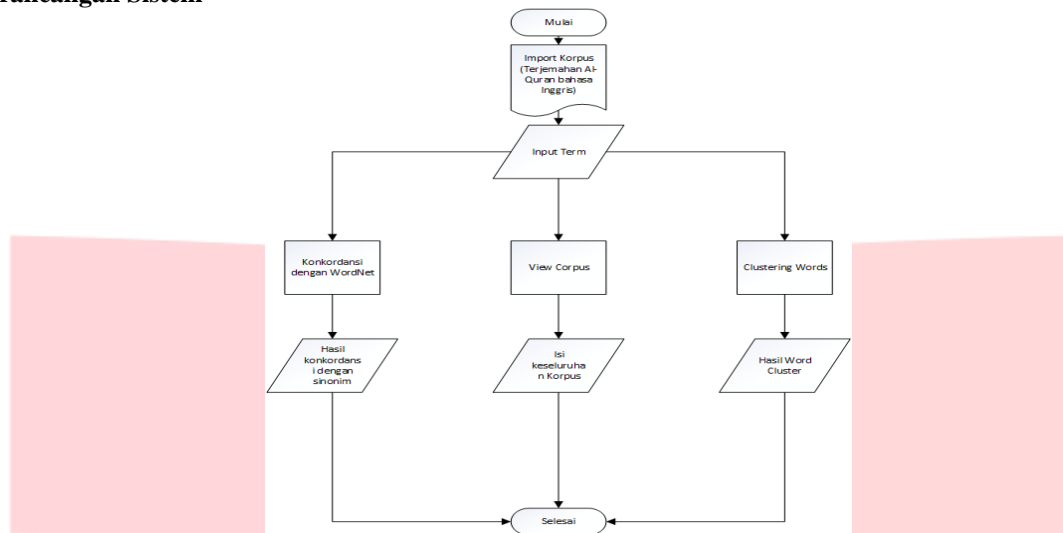 Mulai
Import Korpus
(Terjemahan Al-
Quran bahasa
Inggris)
Input Term
Konkordansi
dengan WordNet
View Corpus
Clustering Words
Hasil
konkordans
i dengan
sinonim
Isi
keseluruha
n Korpus
Hasil Word
Cluster
Selesai